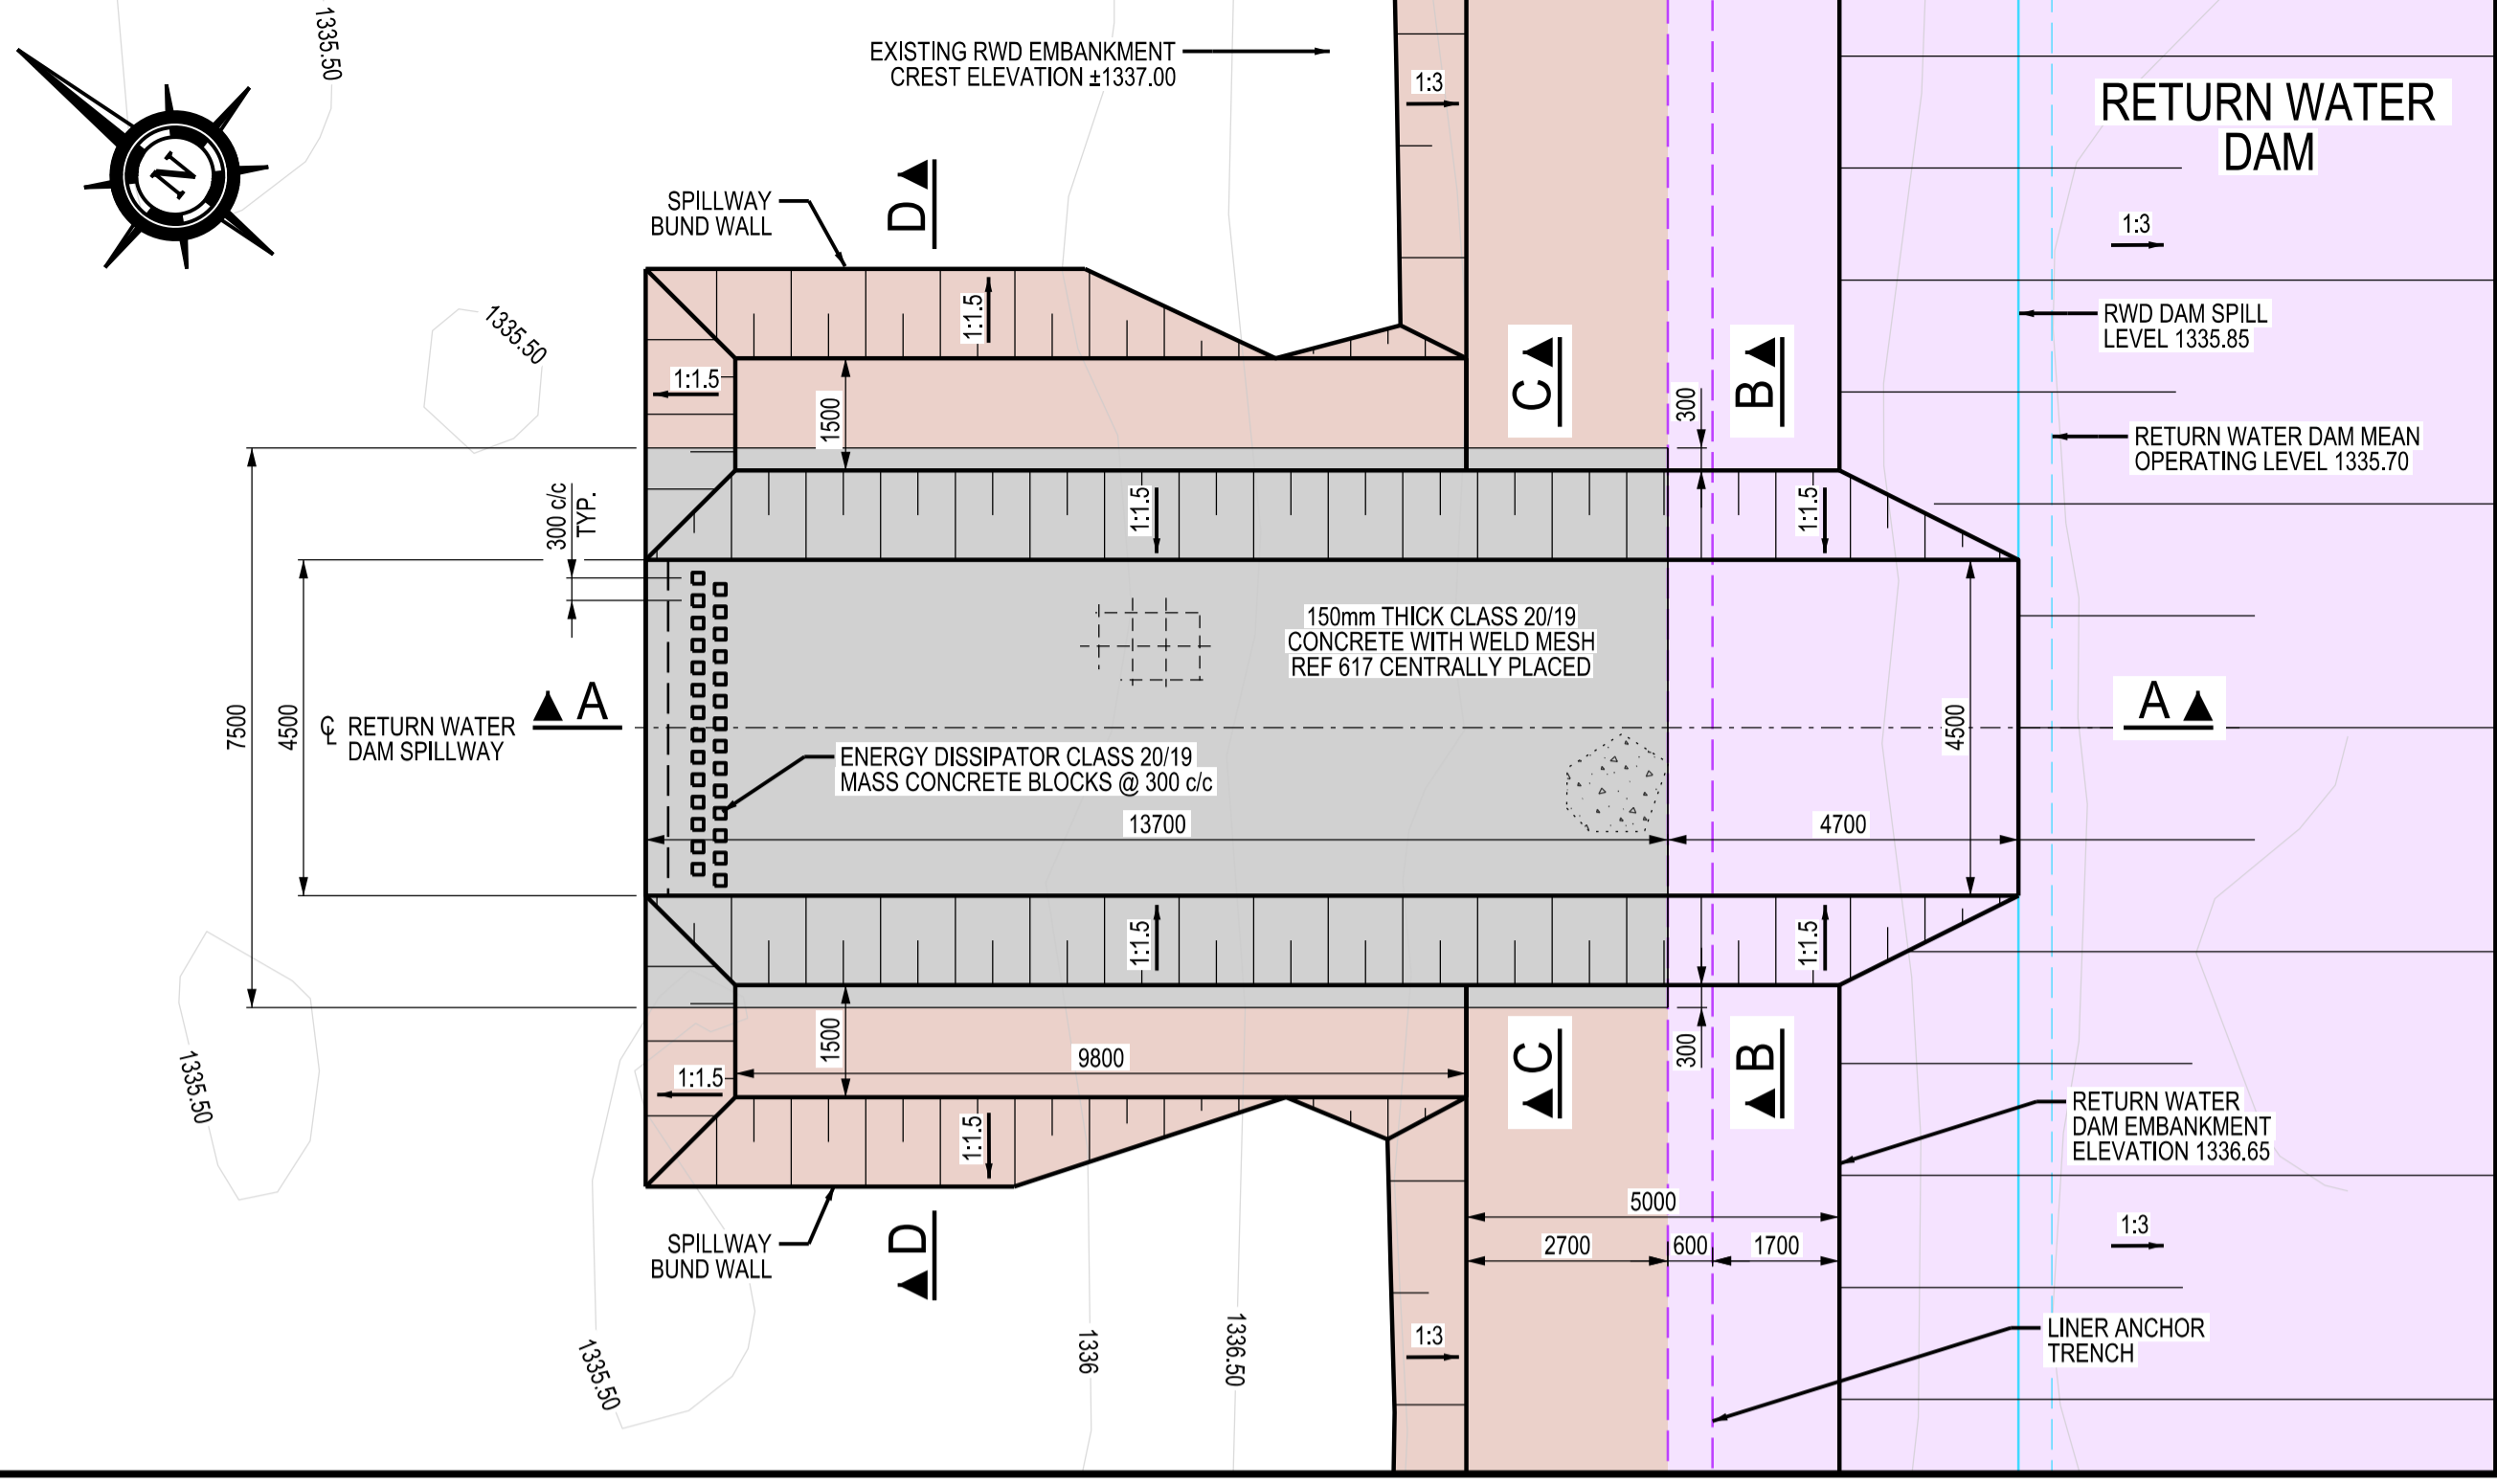 1335.50
N
EXISTING RWD EMBANKMENT
CREST ELEVATION ±1337.00
1:3
RETURN WATER
DAM
SPILLWAY
BUND WALL
D
1:3
1:1.5
RWD DAM SPILL
LEVEL 1335.85
1335.50
1:1.5
1500
C
300
B
RETURN WATER DAM MEAN
OPERATING LEVEL 1335.70
300 c/c
TYP.
1:1.5
1:1.5
150mm THICK CLASS 20/19
CONCRETE WITH WELD MESH
REF 617 CENTRALLY PLACED
7500
4500
℄ RETURN WATER
DAM SPILLWAY
A
4500
A
ENERGY DISSIPATOR CLASS 20/19
MASS CONCRETE BLOCKS @ 300 c/c
13700
4700
1:1.5
1:1.5
1335.50
1500
9800
1:1.5
C
300
B
1:1.5
RETURN WATER
DAM EMBANKMENT
ELEVATION 1336.65
SPILLWAY
BUND WALL
D
5000
2700
600
1700
1:3
1335.50
1336
1336.50
1:3
LINER ANCHOR
TRENCH